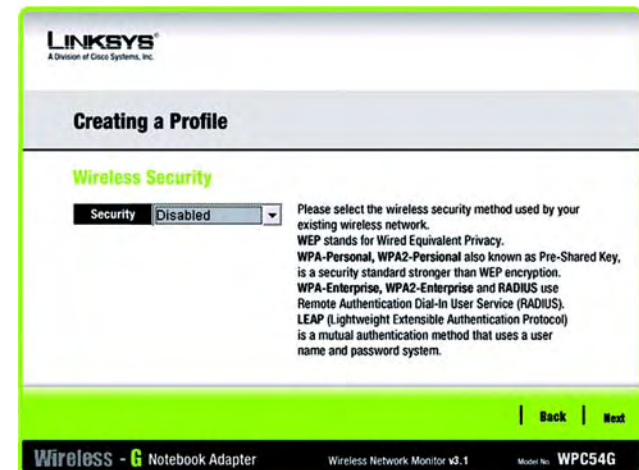 LINKSYS®
A Division of Cisco Systems, Inc.
Creating a Profile
Wireless Security
Security Disabled
Please select the wireless security method used by your
existing wireless network.
WEP stands for Wired Equivalent Privacy.
WPA-Personal, WPA2-Persional also known as Pre-Shared Key,
is a security standard stronger than WEP encryption.
WPA-Enterprise, WPA2-Enterprise and RADIUS use
Remote Authentication Dial-In User Service (RADIUS).
LEAP (Lightweight Extensible Authentication Protocol)
is a mutual authentication method that uses a user
name and password system.
Back Next
Wireless - G Notebook Adapter Wireless Network Monitor v3.1 Model No. WPC54G